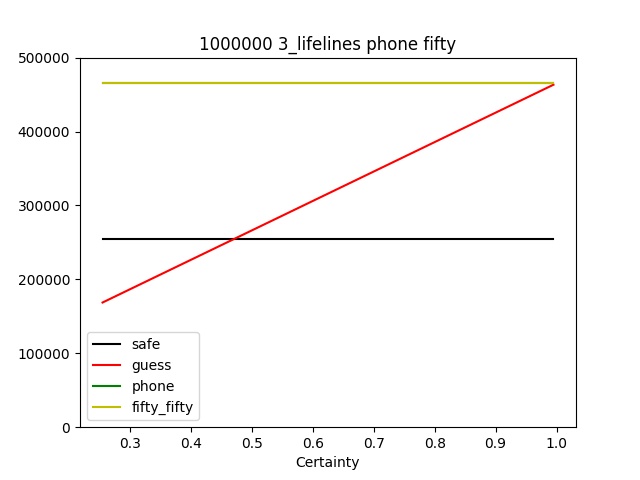 1000000 3_lifelines phone fifty
500000
400000
300000
200000
100000
0
safe
guess
phone
fifty_fifty
0.3 0.4 0.5 0.6 0.7 0.8 0.9 1.0
Certainty